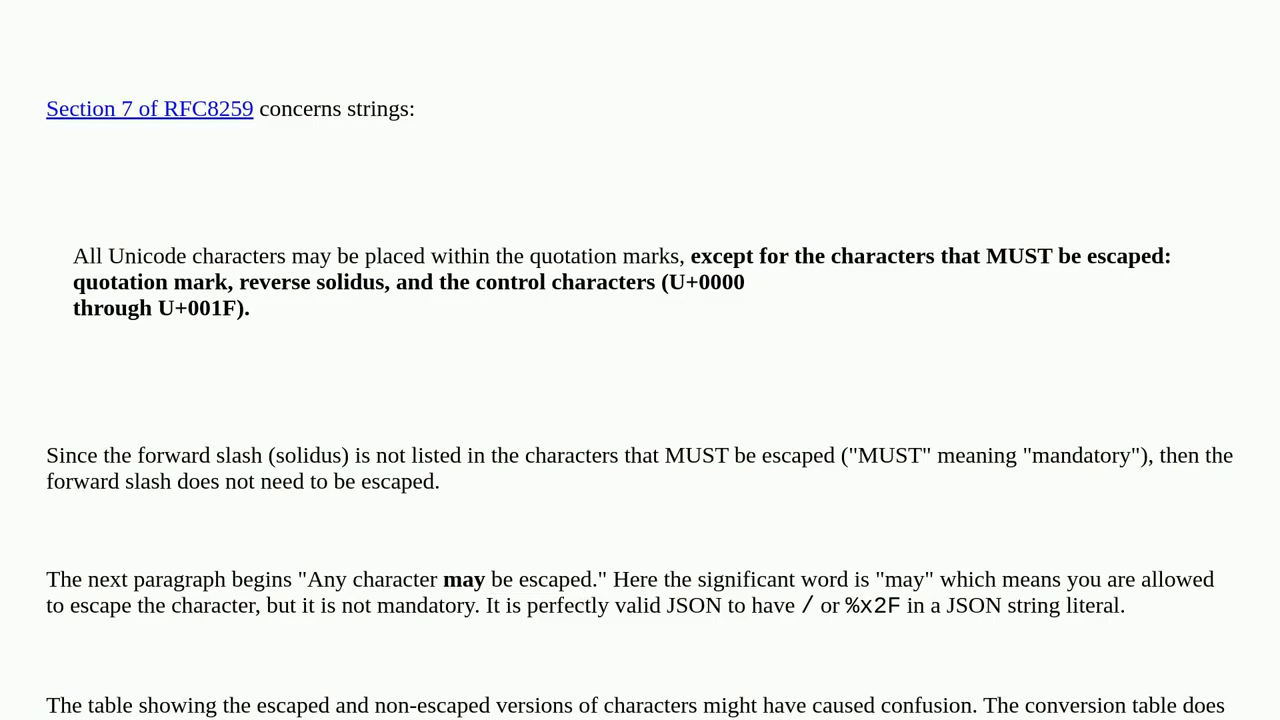 Section 7 of RFC8259 concerns strings:
All Unicode characters may be placed within the quotation marks, except for the characters that MUST be escaped:
quotation mark, reverse solidus, and the control characters (U+0000
through U+001F).
Since the forward slash (solidus) is not listed in the characters that MUST be escaped ("MUST" meaning "mandatory"), then the
forward slash does not need to be escaped.
The next paragraph begins "Any character may be escaped." Here the significant word is "may" which means you are allowed
to escape the character, but it is not mandatory. It is perfectly valid JSON to have / or %x2F in a JSON string literal.
The table showing the escaped and non-escaped versions of characters might have caused confusion. The conversion table does